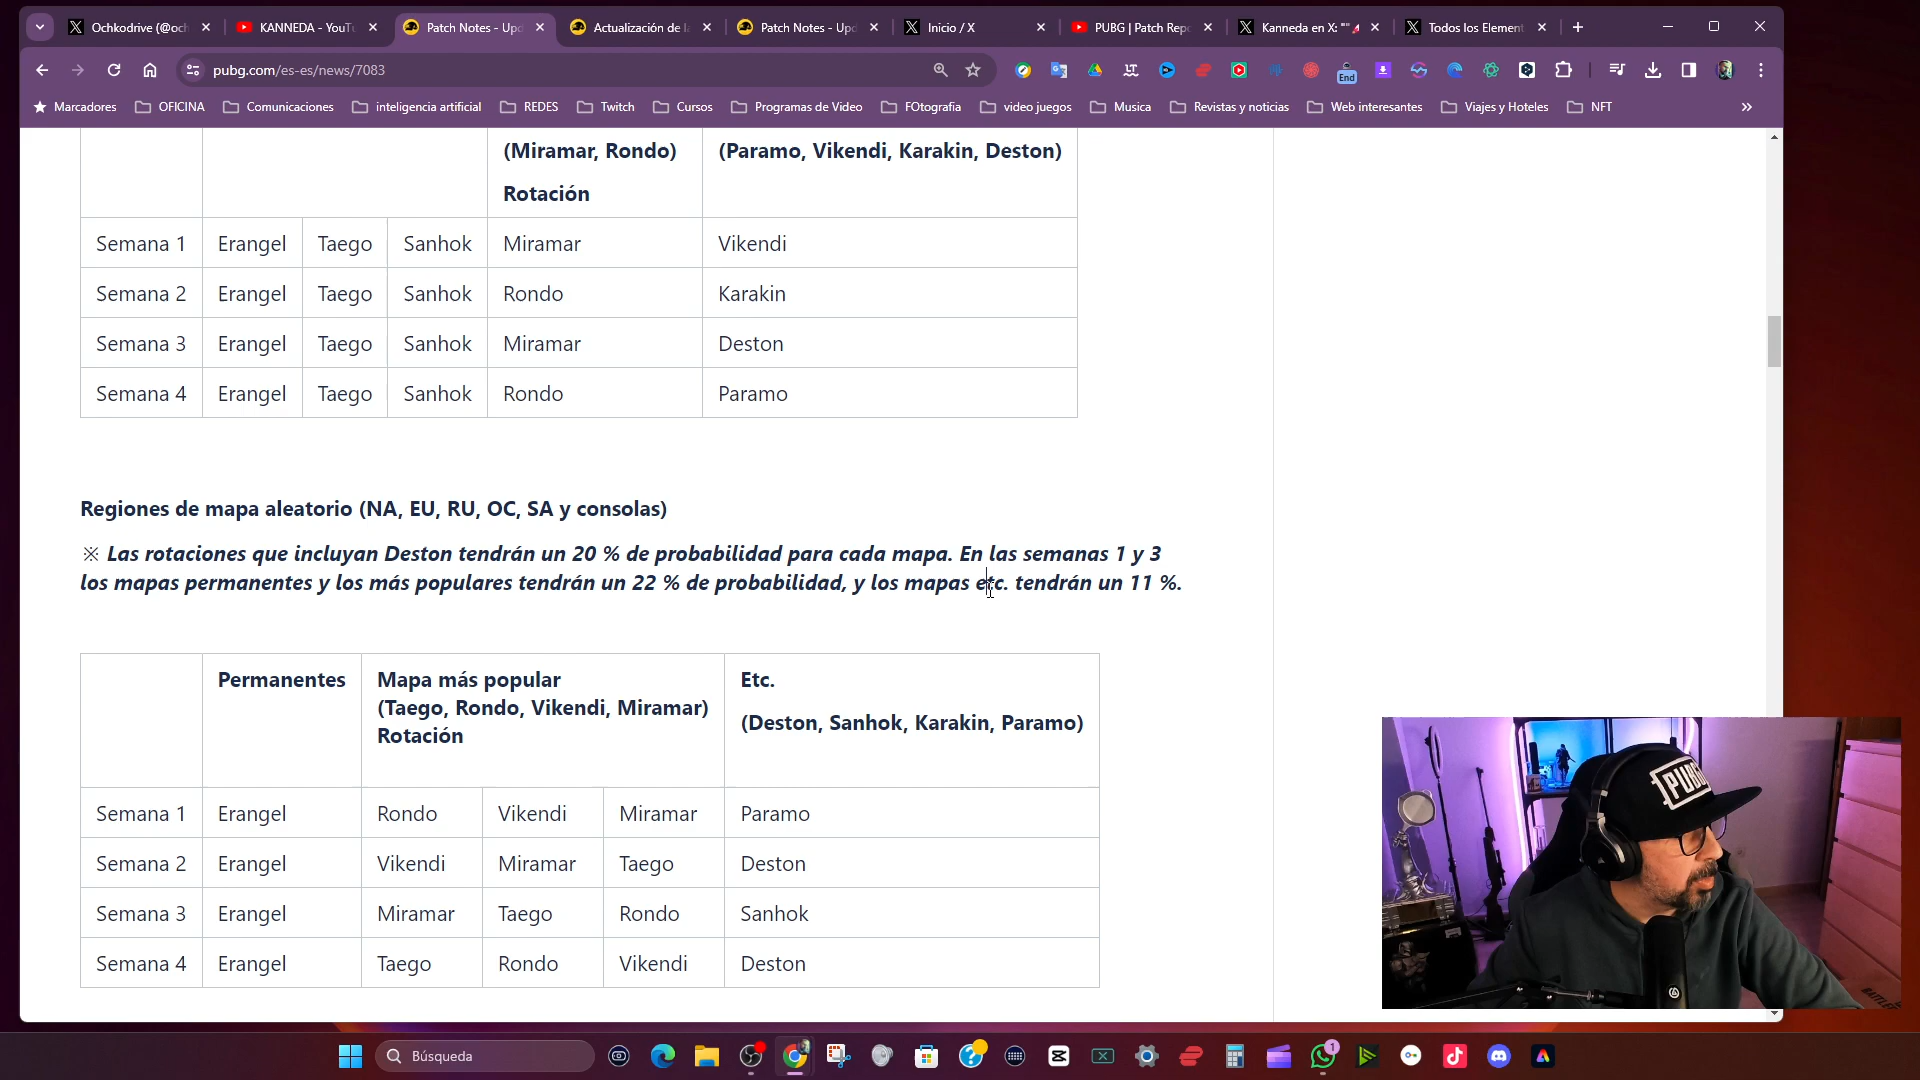 Ochkodrive (@och
KANNEDA - YouTu
Patch Notes - Upd
Actualización de la
Patch Notes - Upd
Inicio / X
PUBG | Patch Repo
Kanneda en X: "
Todos los Element
pubg.com/es-es/news/7083
End
Marcadores
OFICINA
Comunicaciones
inteligencia artificial
REDES
Twitch
Cursos
Programas de Video
FOtografia
video juegos
Musica
Revistas y noticias
Web interesantes
Viajes y Hoteles
NFT
(Miramar, Rondo)
Rotación
(Paramo, Vikendi, Karakin, Deston)
Semana 1 Erangel Taego Sanhok Miramar Vikendi
Semana 2 Erangel Taego Sanhok Rondo Karakin
Semana 3 Erangel Taego Sanhok Miramar Deston
Semana 4 Erangel Taego Sanhok Rondo Paramo
Regiones de mapa aleatorio (NA, EU, RU, OC, SA y consolas)
※ Las rotaciones que incluyan Deston tendrán un 20 % de probabilidad para cada mapa. En las semanas 1 y 3
los mapas permanentes y los más populares tendrán un 22 % de probabilidad, y los mapas etc. tendrán un 11 %.
Permanentes
Mapa más popular
(Taego, Rondo, Vikendi, Miramar)
Rotación
Etc.
(Deston, Sanhok, Karakin, Paramo)
Semana 1 Erangel Rondo Vikendi Miramar Paramo
Semana 2 Erangel Vikendi Miramar Taego Deston
Semana 3 Erangel Miramar Taego Rondo Sanhok
Semana 4 Erangel Taego Rondo Vikendi Deston
PUBG
Búsqueda
1